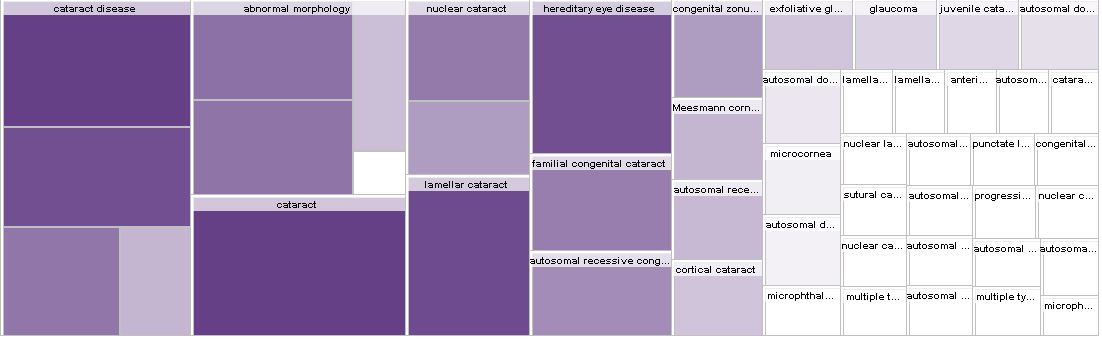 cataract disease
abnormal morphology
cataract
nuclear cataract
lamellar cataract
hereditary eye disease
familial congenital cataract
autosomal recessive cong...
congenital zonu...
Meesmann corn...
autosomal rece...
cortical cataract
exfoliative gl...
glaucoma
juvenile cata...
autosomal do...
autosomal do...
microcornea
autosomal d...
microphthal...
lamella...
lamella...
anteri...
autosom...
catara...
nuclear la...
autosomal...
punctate l...
congenital...
sutural ca...
autosomal...
progressi...
nuclear c...
nuclear ca...
autosomal ...
autosomal ...
autosoma...
multiple t...
autosomal ...
multiple ty...
microph...